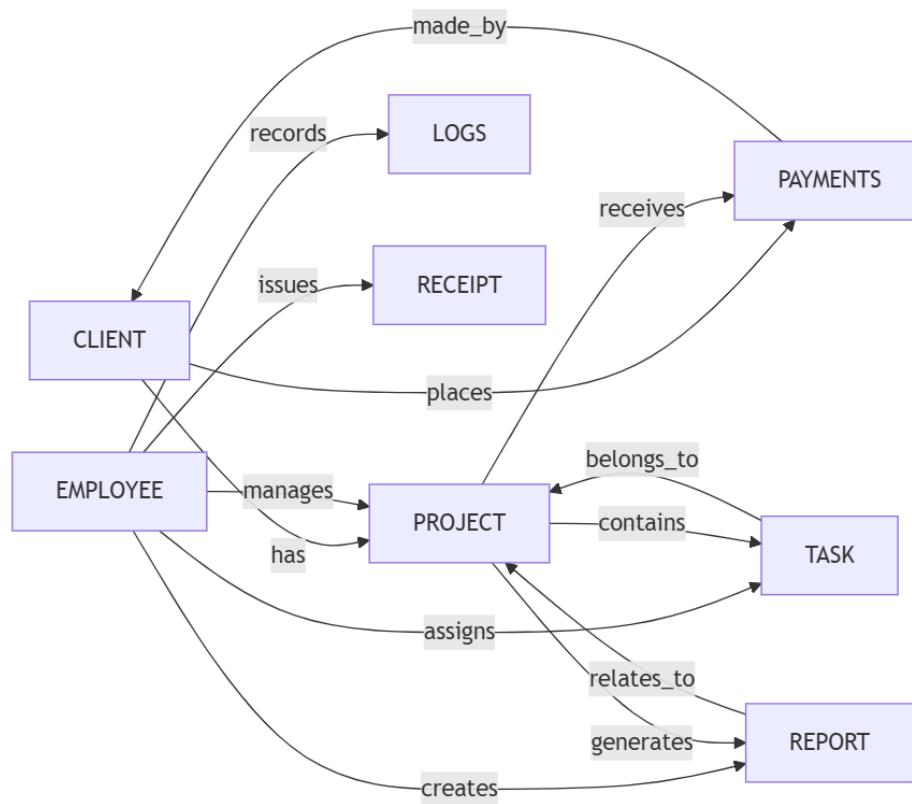 made_by
records
LOGS
PAYMENTS
receives
issues
RECEIPT
CLIENT
places
belongs_to
EMPLOYEE
manages
PROJECT
contains
has
TASK
assigns
relates_to
generates
REPORT
creates